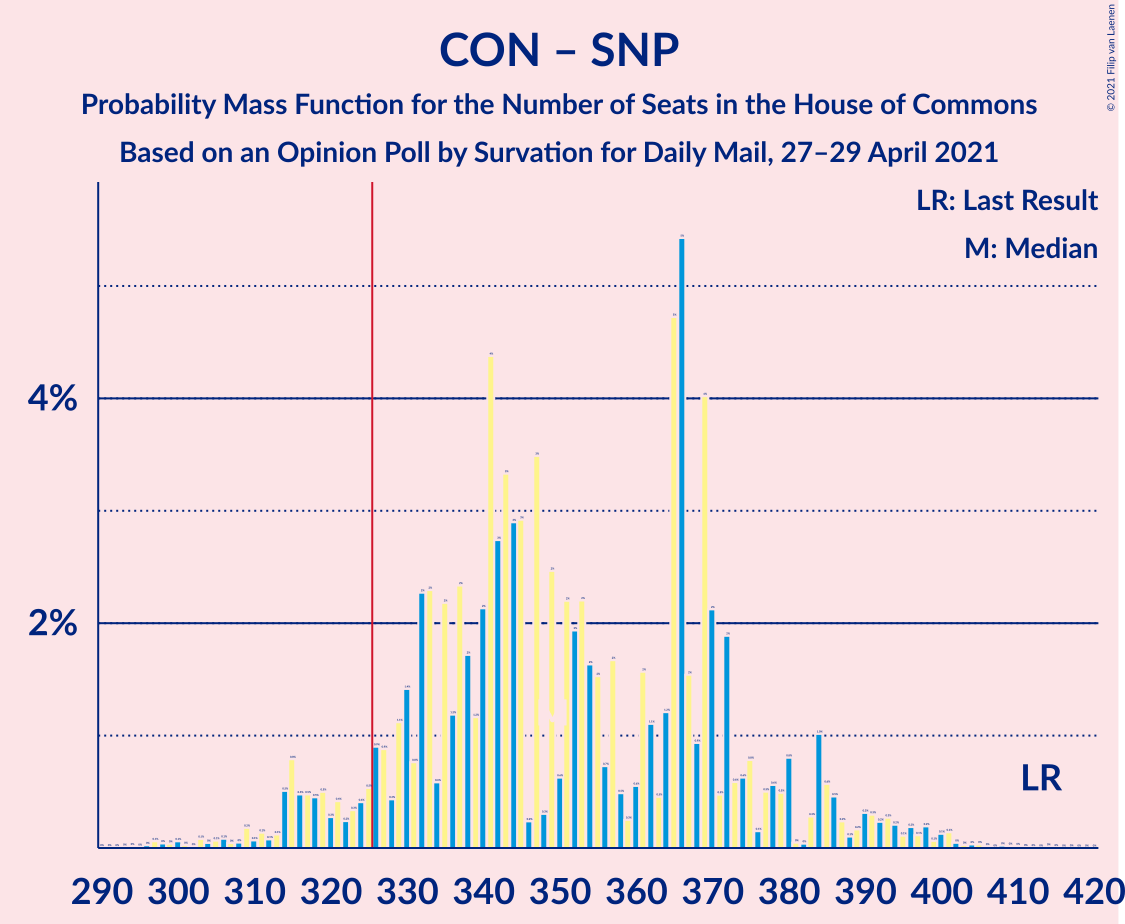 CON – SNP
Probability Mass Function for the Number of Seats in the House of Commons
Based on an Opinion Poll by Survation for Daily Mail, 27–29 April 2021
© 2021 Filip van Laenen
LR: Last Result
M: Median
4%
2%
LR
290 300 310 320 330 340 350 360 370 380 390 400 410 420